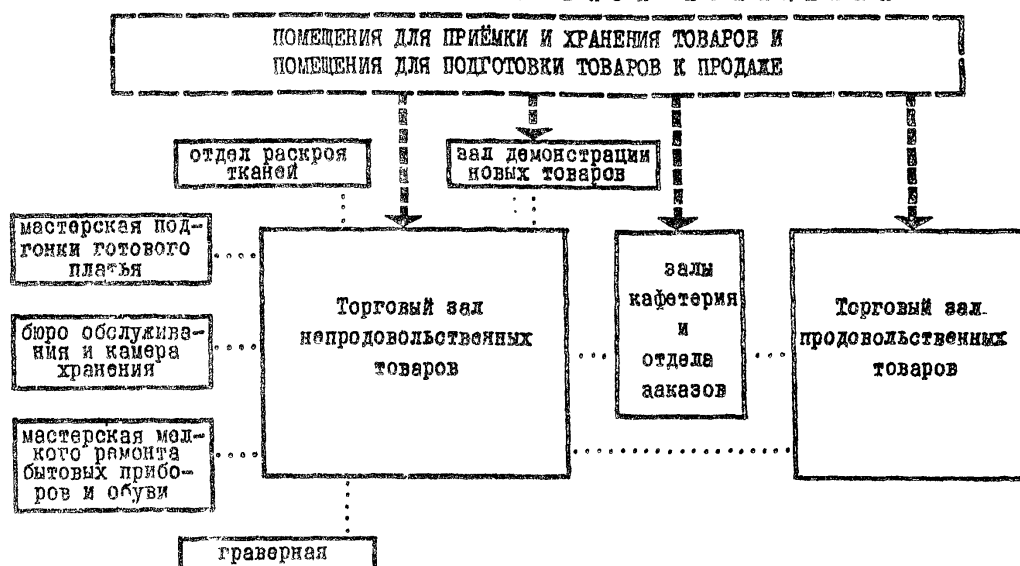 ПОМЕЩЕНИЯ ДЛЯ ПРИЁМКИ И ХРАНЕНИЯ ТОВАРОВ И
ПОМЕЩЕНИЯ ДЛЯ ПОДГОТОВКИ ТОВАРОВ К ПРОДАЖЕ
отдел раскроя
тканей
зал демонстрации
новых товаров
мастерская под-
гонки готового
платья
бюро обслужива-
ния и камера
хранения
мастерская мел-
кого рамонта
бытовых прибо-
ров и обуви
Торговый зал
непродовольственных
товаров
залы
кафетерия
и
отдела
ааказов
Торговый зал
продовольственных
товаров
граверная